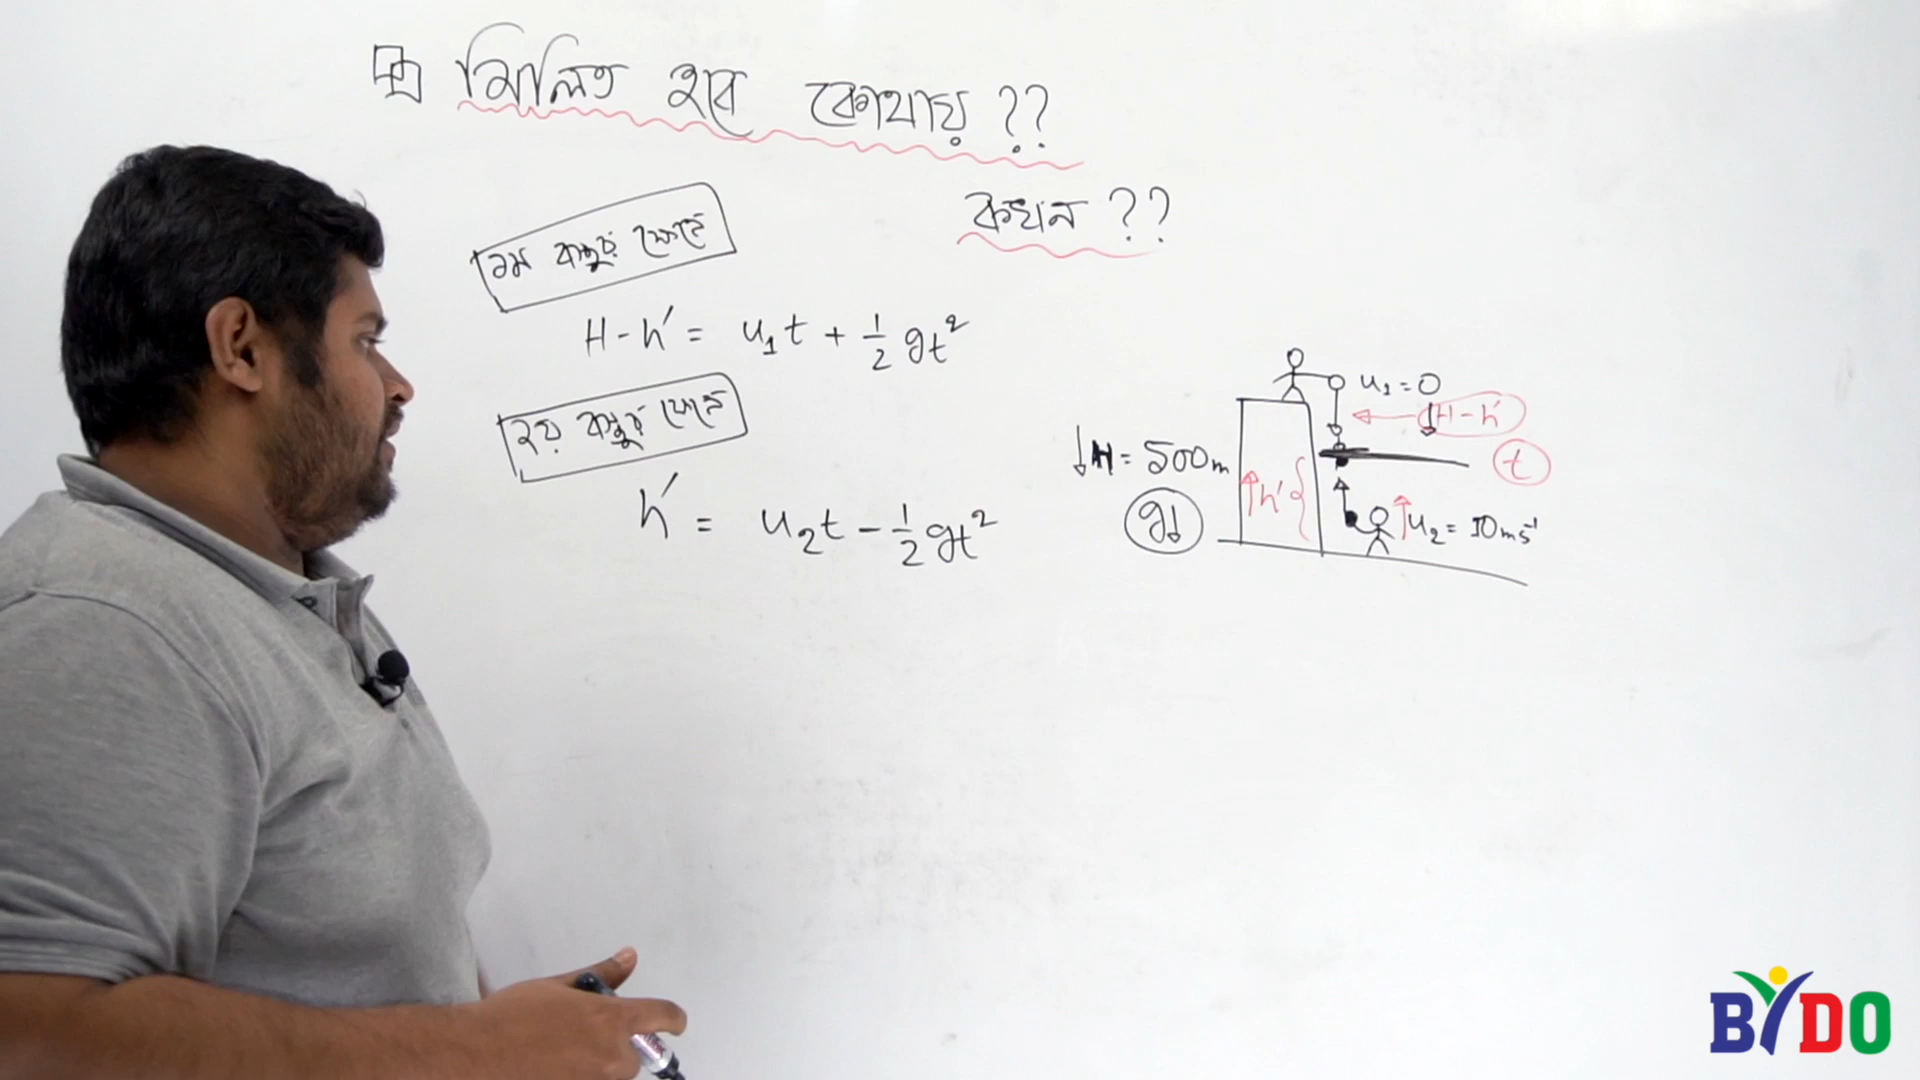 মিলিত হবে কোথায় ??
কখন ??
১ম বস্তুর ক্ষেত্রে
H - h' = u₁t + 1/2 gt²
২য় বস্তুর ক্ষেত্রে
h' = u₂t - 1/2 gt²
u₁ = 0
↓H - h'
↓H = 500m
t
↑h'
g↓
↑u₂ = 10ms⁻¹
BYDO